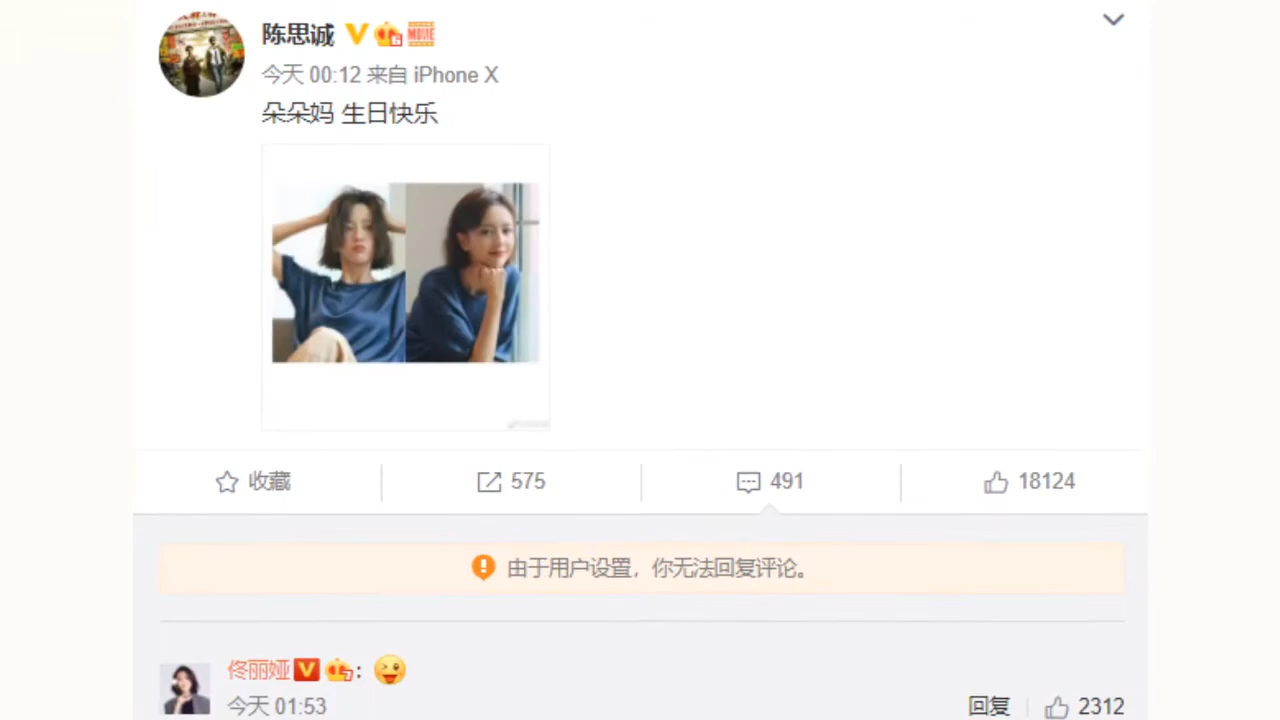 陈思诚
MOVIE
今天 00:12 来自 iPhone X
朵朵妈 生日快乐
收藏
575
491
18124
由于用户设置，你无法回复评论。
佟丽娅 :
今天 01:53
回复
2312